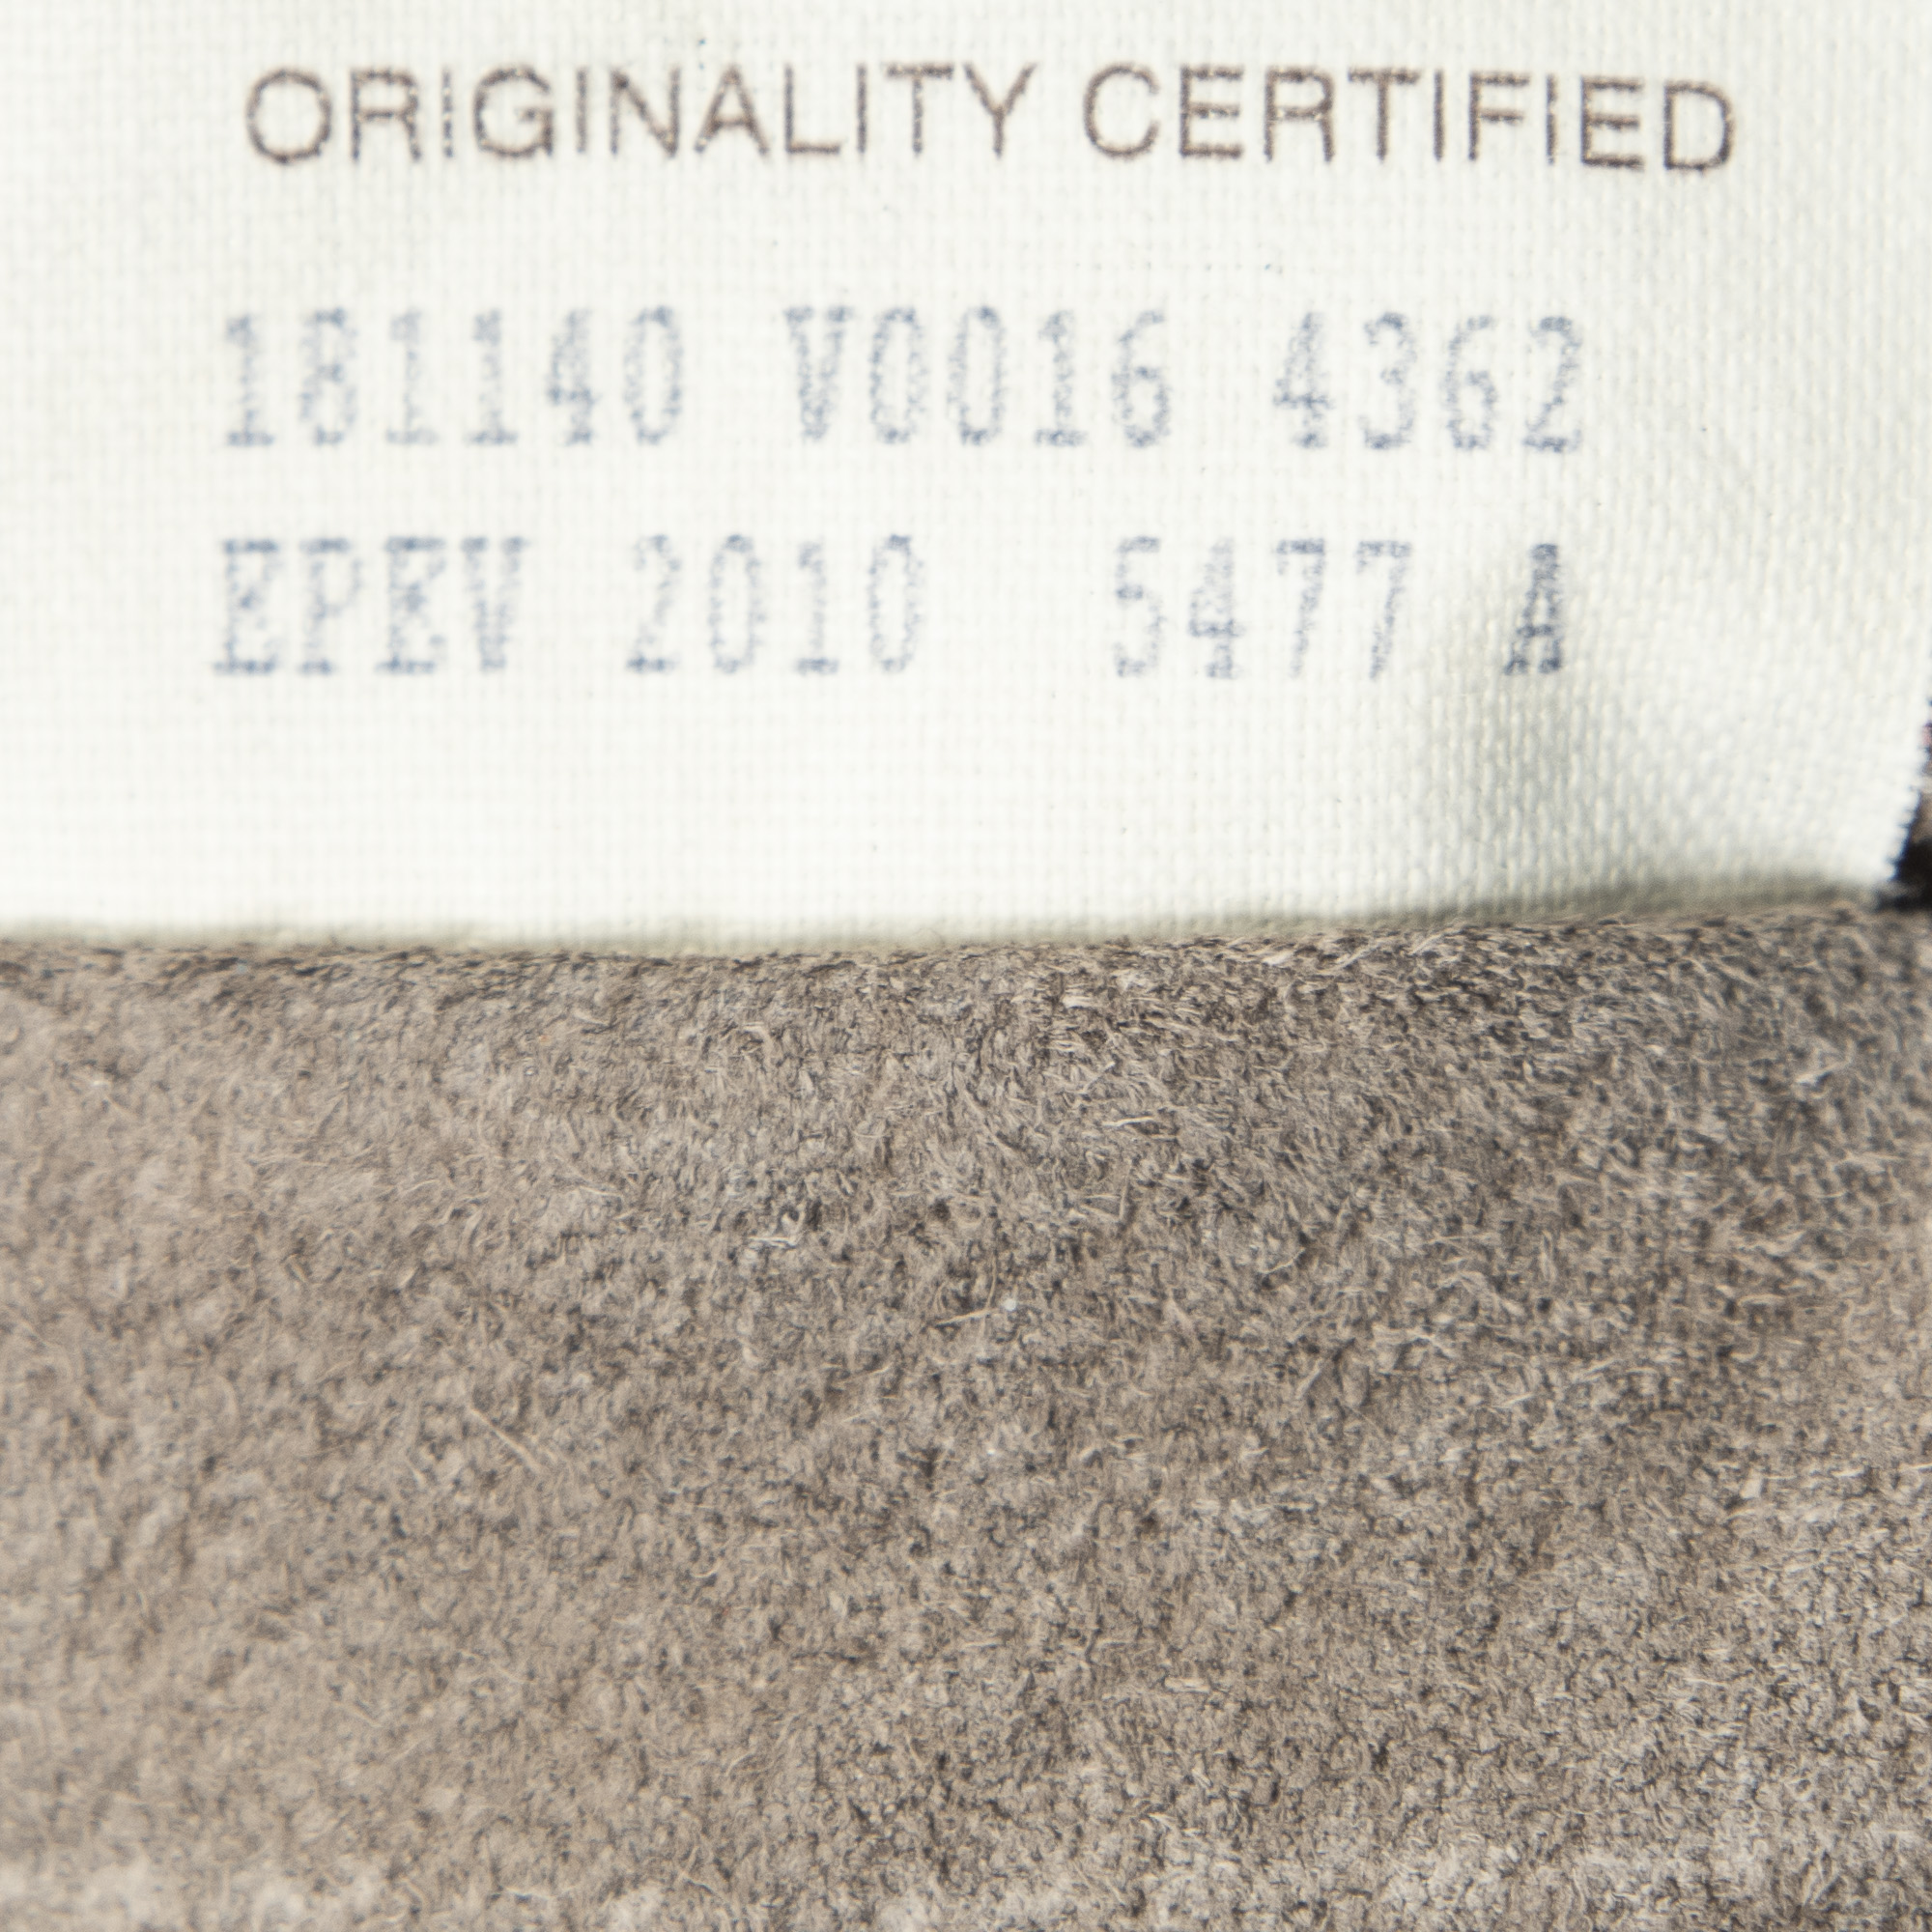 ORIGINALITY CERTIFIED
181140 V0016 4362
EPEV 2010 5477 A